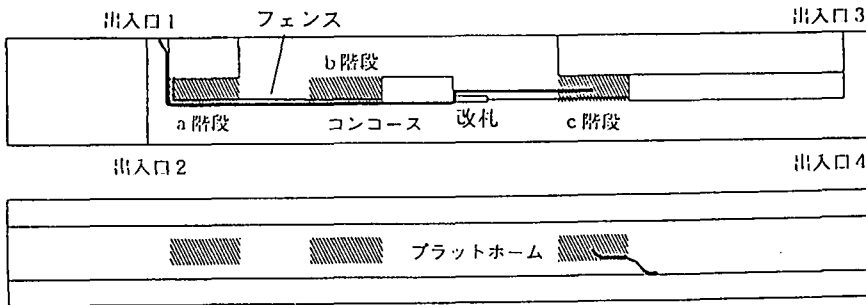 出入口1
フェンス
出入口3
b階段
a階段
コンコース
改札
c階段
出入口2
出入口4
プラットホーム